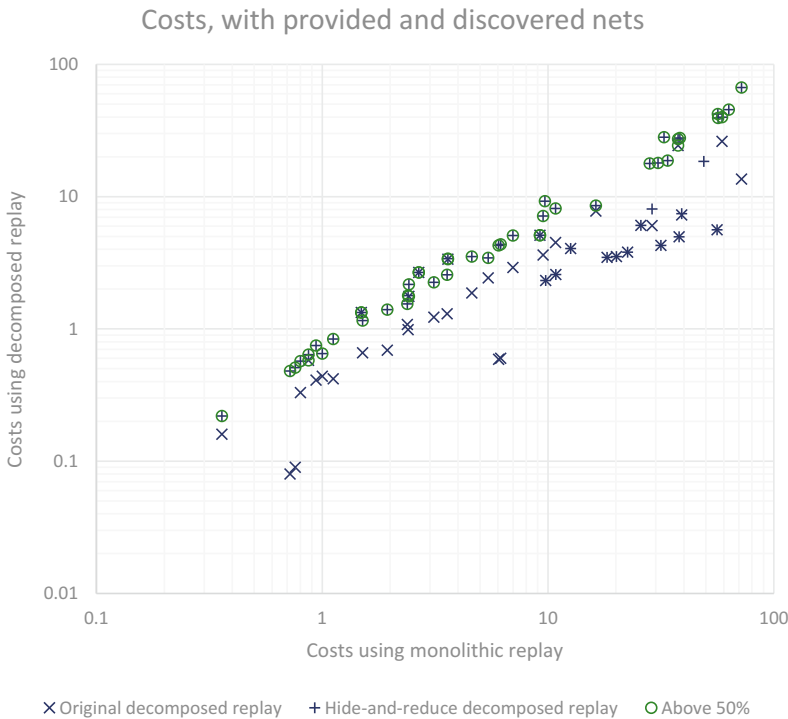 Costs, with provided and discovered nets
Costs using decomposed replay
100
10
1
0.1
0.01
0.1
1
10
100
Costs using monolithic replay
Original decomposed replay
Hide-and-reduce decomposed replay
Above 50%